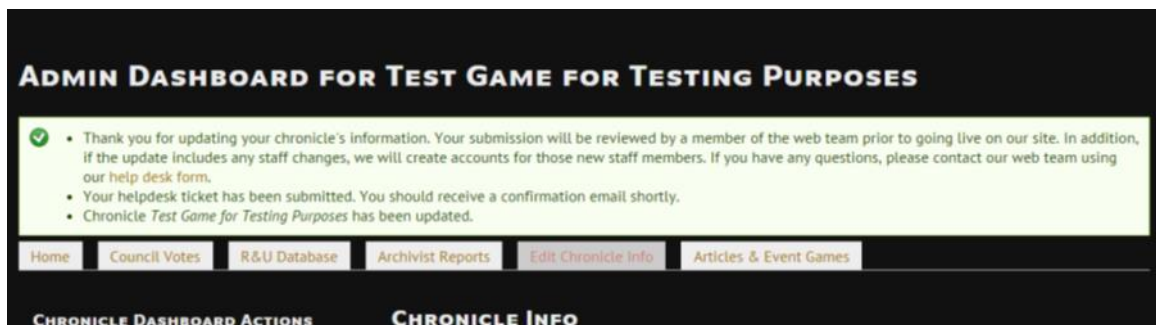 Admin Dashboard for Test Game for Testing Purposes
• Thank you for updating your chronicle's information. Your submission will be reviewed by a member of the web team prior to going live on our site. In addition,
if the update includes any staff changes, we will create accounts for those new staff members. If you have any questions, please contact our web team using
our help desk form.
• Your helpdesk ticket has been submitted. You should receive a confirmation email shortly.
• Chronicle Test Game for Testing Purposes has been updated.
Home Council Votes R&U Database Archivist Reports Edit Chronicle Info Articles & Event Games
Chronicle Dashboard Actions Chronicle Info